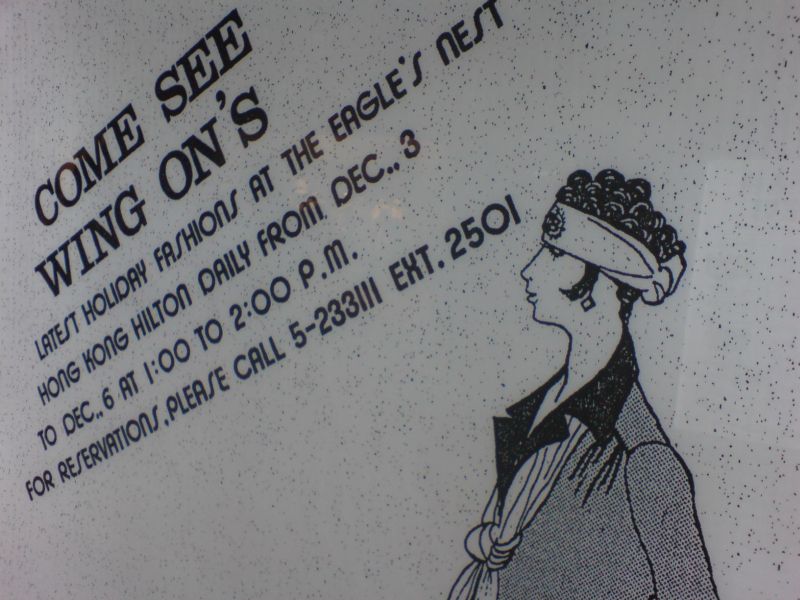 COME SEE
WING ON'S
LATEST HOLIDAY FASHIONS AT THE EAGLE'S NEST
HONG KONG HILTON DAILY FROM DEC., 3
TO DEC., 6 AT 1:00 TO 2:00 P.M.
FOR RESERVATIONS, PLEASE CALL 5-233111 EXT. 2501